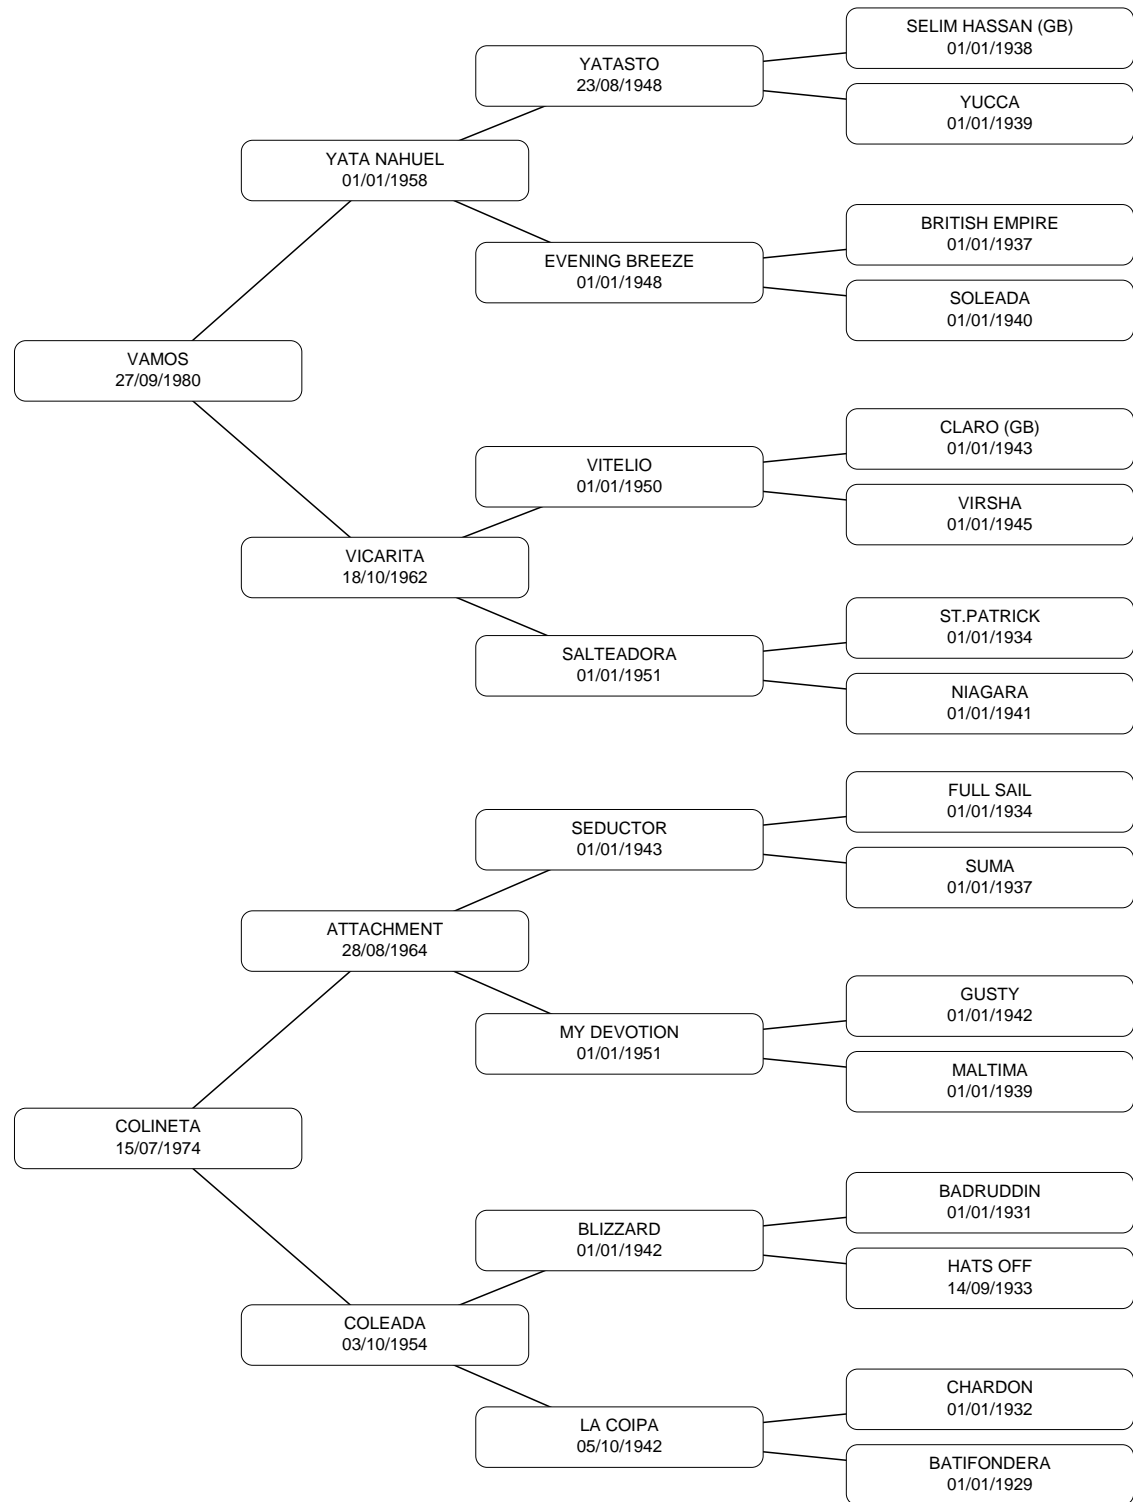 SELIM HASSAN (GB)
01/01/1938
YATASTO
23/08/1948
YUCCA
01/01/1939
YATA NAHUEL
01/01/1958
BRITISH EMPIRE
01/01/1937
EVENING BREEZE
01/01/1948
SOLEADA
01/01/1940
VAMOS
27/09/1980
CLARO (GB)
01/01/1943
VITELIO
01/01/1950
VIRSHA
01/01/1945
VICARITA
18/10/1962
ST.PATRICK
01/01/1934
SALTEADORA
01/01/1951
NIAGARA
01/01/1941
FULL SAIL
01/01/1934
SEDUCTOR
01/01/1943
SUMA
01/01/1937
ATTACHMENT
28/08/1964
GUSTY
01/01/1942
MY DEVOTION
01/01/1951
MALTIMA
01/01/1939
COLINETA
15/07/1974
BADRUDDIN
01/01/1931
BLIZZARD
01/01/1942
HATS OFF
14/09/1933
COLEADA
03/10/1954
CHARDON
01/01/1932
LA COIPA
05/10/1942
BATIFONDERA
01/01/1929